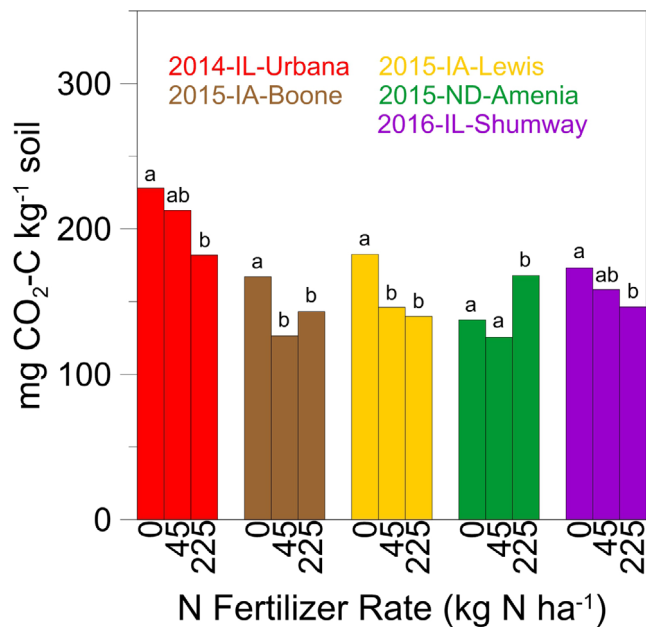 2014-IL-Urbana 2015-IA-Lewis
2015-IA-Boone 2015-ND-Amenia
2016-IL-Shumway
mg CO₂-C kg⁻¹ soil
300
200
100
0
a ab b a b b a b b a a b a ab b
0 45 225 0 45 225 0 45 225 0 45 225 0 45 225
N Fertilizer Rate (kg N ha⁻¹)